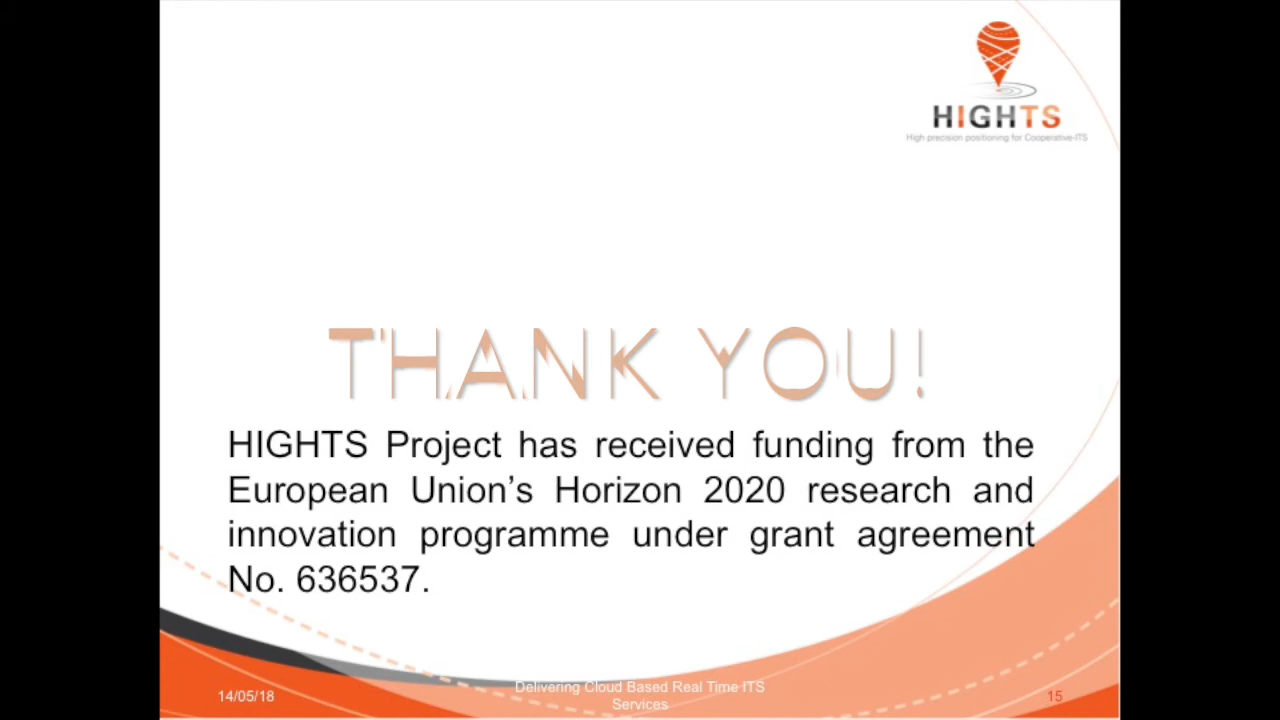 HIGHTS
High precision positioning for Cooperative-ITS
THANK YOU!
HIGHTS Project has received funding from the
European Union’s Horizon 2020 research and
innovation programme under grant agreement
No. 636537.
14/05/18
Delivering Cloud Based Real Time ITS
Services
15